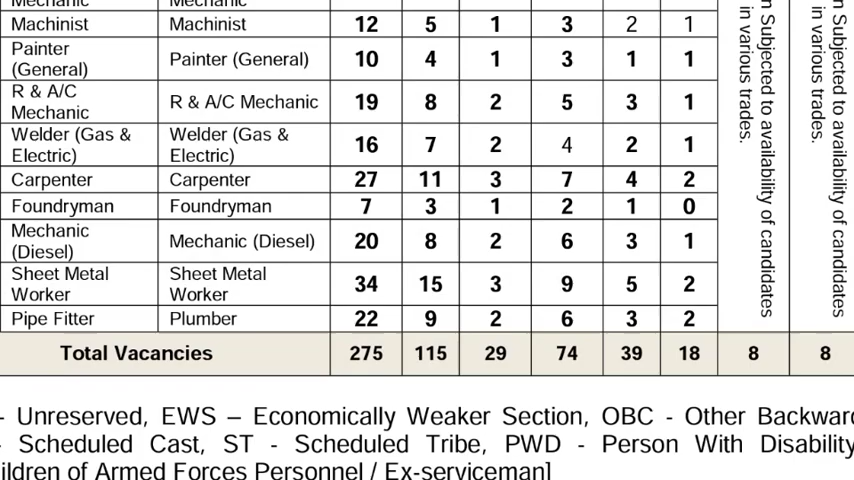 Mechanic Mechanic
Machinist Machinist 12 5 1 3 2 1
Painter (General) Painter (General) 10 4 1 3 1 1
R & A/C Mechanic R & A/C Mechanic 19 8 2 5 3 1
Welder (Gas & Electric) Welder (Gas & Electric) 16 7 2 4 2 1
Carpenter Carpenter 27 11 3 7 4 2
Foundryman Foundryman 7 3 1 2 1 0
Mechanic (Diesel) Mechanic (Diesel) 20 8 2 6 3 1
Sheet Metal Worker Sheet Metal Worker 34 15 3 9 5 2
Pipe Fitter Plumber 22 9 2 6 3 2
n Subjected to availability of candidates
in various trades.
n Subjected to availability of candidates
in various trades.
Total Vacancies 275 115 29 74 39 18 8 8
- Unreserved, EWS – Economically Weaker Section, OBC - Other Backward
- Scheduled Cast, ST - Scheduled Tribe, PWD - Person With Disability
ildren of Armed Forces Personnel / Ex-serviceman]